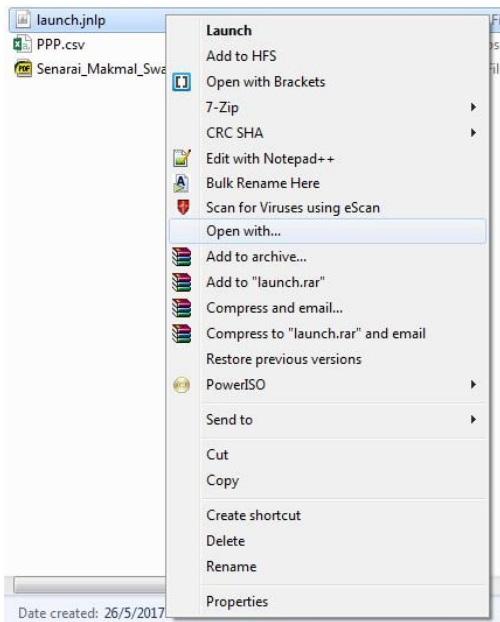 launch.jnlp
PPP.csv
Senarai_Makmal_Swa
Launch
Add to HFS
Open with Brackets
7-Zip
CRC SHA
Edit with Notepad++
Bulk Rename Here
Scan for Viruses using eScan
Open with...
Add to archive...
Add to "launch.rar"
Compress and email...
Compress to "launch.rar" and email
Restore previous versions
PowerISO
Send to
Cut
Copy
Create shortcut
Delete
Rename
Properties
Date created: 26/5/2017